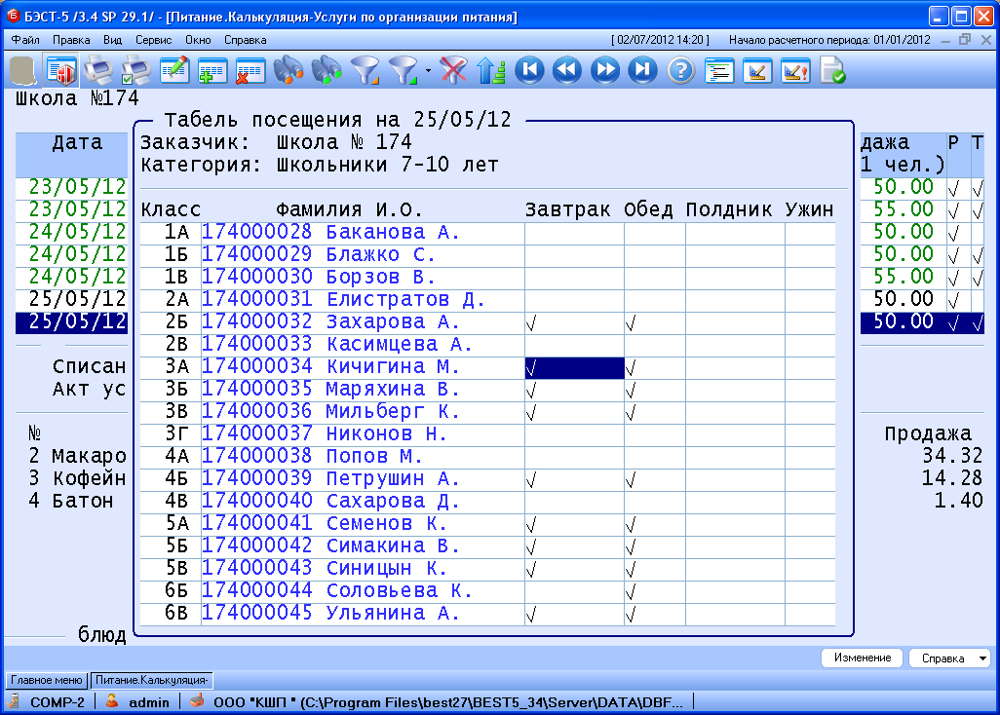 БЭСТ-5 /3.4 SP 29.1/ - [Питание.Калькуляция-Услуги по организации питания]
Файл Правка Вид Сервис Окно Справка [ 02/07/2012 14:20 ] Начало расчетного периода: 01/01/2012
Школа №174
Табель посещения на 25/05/12
Дата Заказчик: Школа № 174 дажа Р Т
Категория: Школьники 7-10 лет 1 чел.)
23/05/12 50.00 √ √
23/05/12 Класс Фамилия И.О. Завтрак Обед Полдник Ужин 55.00 √ √
24/05/12 1А 174000028 Баканова А. 50.00 √
24/05/12 1Б 174000029 Блажко С. 50.00 √ √
24/05/12 1В 174000030 Борзов В. 55.00 √ √
25/05/12 2А 174000031 Елистратов Д. 50.00 √
25/05/12 2Б 174000032 Захарова А. √ √ 50.00 √ √
2В 174000033 Касимцева А.
Списан 3А 174000034 Кичигина М. √ √
Акт ус 3Б 174000035 Маряхина В. √ √
3В 174000036 Мильберг К. √ √
№ 3Г 174000037 Никонов Н. Продажа
2 Макаро 4А 174000038 Попов М. 34.32
3 Кофейн 4Б 174000039 Петрушин А. √ √ 14.28
4 Батон 4В 174000040 Сахарова Д. 1.40
5А 174000041 Семенов К. √ √
5Б 174000042 Симакина В. √ √
5В 174000043 Синицын К. √ √
6Б 174000044 Соловьева К. √
6В 174000045 Ульянина А. √ √
блюд
Изменение Справка
Главное меню Питание.Калькуляция-
COMP-2 admin ООО "КШП " (C:\Program Files\best27\BEST5_34\Server\DATA\DBF...